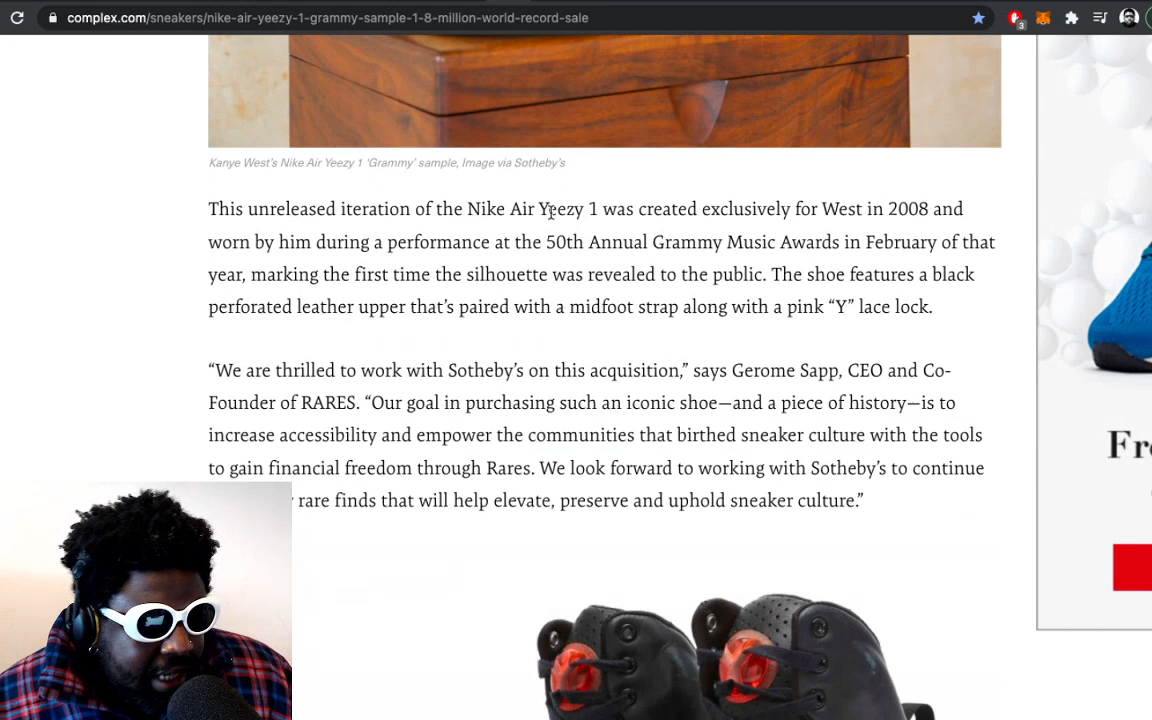 complex.com/sneakers/nike-air-yeezy-1-grammy-sample-1-8-million-world-record-sale
3
Kanye West's Nike Air Yeezy 1 'Grammy' sample, Image via Sotheby's
This unreleased iteration of the Nike Air Yeezy 1 was created exclusively for West in 2008 and
worn by him during a performance at the 50th Annual Grammy Music Awards in February of that
year, marking the first time the silhouette was revealed to the public. The shoe features a black
perforated leather upper that's paired with a midfoot strap along with a pink “Y” lace lock.
“We are thrilled to work with Sotheby's on this acquisition,” says Gerome Sapp, CEO and Co-
Founder of RARES. “Our goal in purchasing such an iconic shoe—and a piece of history—is to
increase accessibility and empower the communities that birthed sneaker culture with the tools
to gain financial freedom through Rares. We look forward to working with Sotheby's to continue
rare finds that will help elevate, preserve and uphold sneaker culture.”